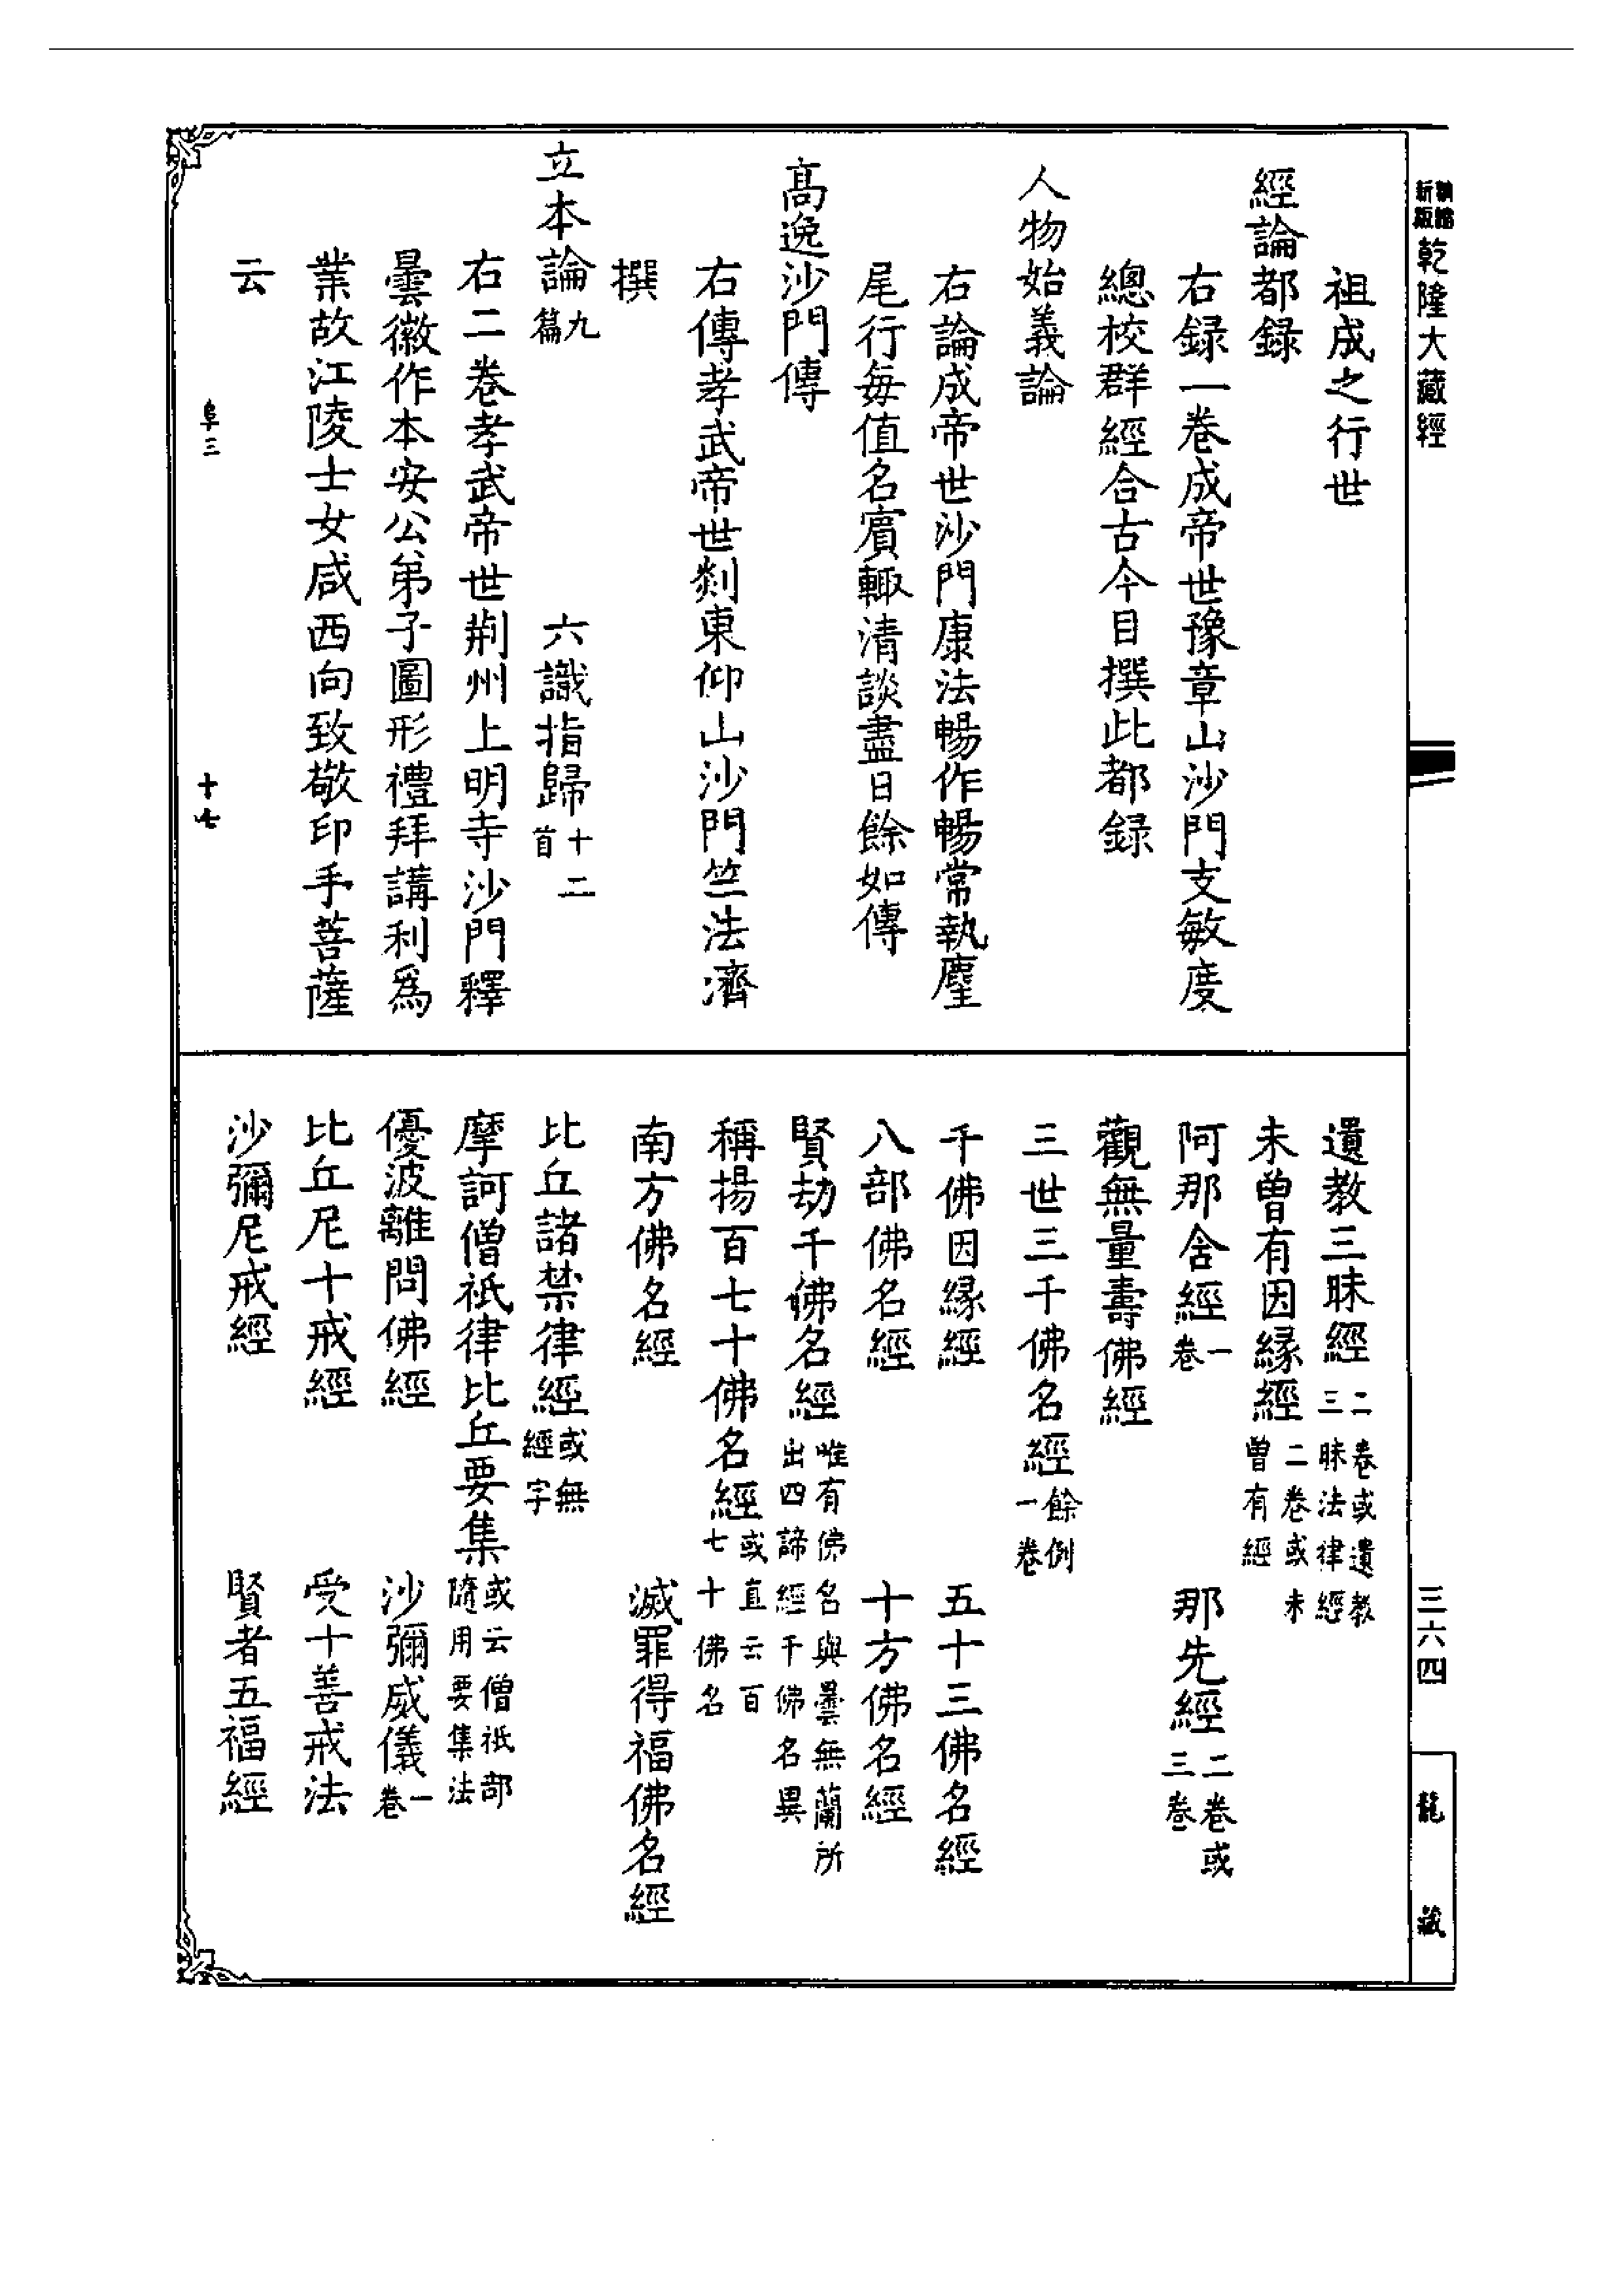 新版乾隆大藏經
祖成之行世
經論都録
右録一卷成帝世豫章山沙門支敏度
總校群經合古今目撰此都録
人物始義論
右論成帝世沙門康法暢作暢常執麈
尾行每值名賓輙清談盡日餘如傳
高逸沙門傳
右傳孝武帝世剡東仰山沙門竺法濟
撰
立本論九篇 六識指歸十二首
右二卷孝武帝世荆州上明寺沙門釋
曇徽作本安公弟子圖形禮拜講利爲
業故江陵士女咸西向致敬印手菩薩
云
阜三 十七
遺教三昧經二卷或遺教三昧法律經
未曽有因縁經二卷或未曽有經
阿那含經一卷 那先經二卷或三卷
觀無量壽佛經
三世三千佛名經餘例一卷
千佛因縁經 五十三佛名經
八部佛名經 十方佛名經
賢劫千佛名經唯有佛名與曇無蘭所出四諦經千佛名異
稱揚百七十佛名經或直云百七十佛名
南方佛名經 滅罪得福佛名經
比丘諸禁律經或無經字
摩訶僧祇律比丘要集或云僧祇部隨用要集法
優波離問佛經 沙彌威儀一卷
比丘尼十戒經 受十善戒法
沙彌尼戒經 賢者五福經
三六四
龍藏